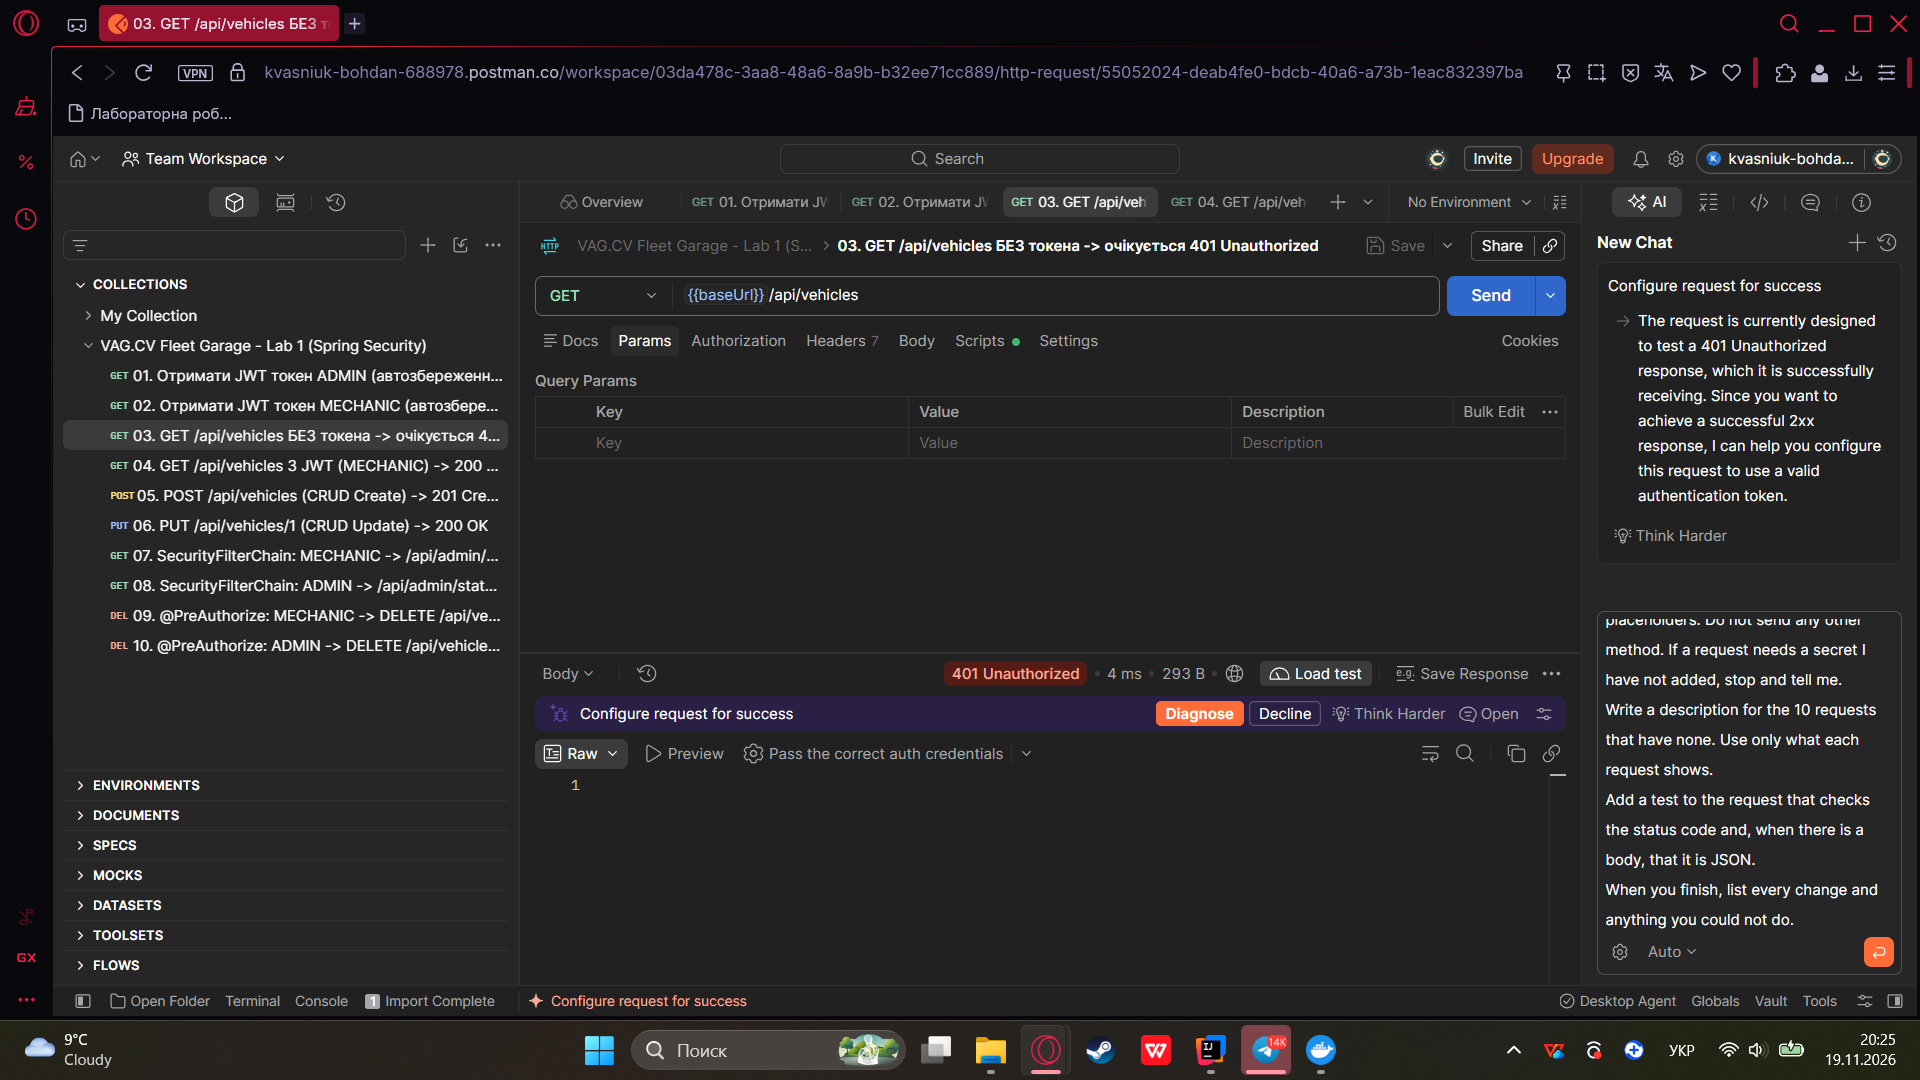 03. GET /api/vehicles БЕЗ т
VPN
kvasniuk-bohdan-688978.postman.co/workspace/03da478c-3aa8-48a6-8a9b-b32ee71cc889/http-request/55052024-deab4fe0-bdcb-40a6-a73b-1eac832397ba
Лабораторна роб...
Team Workspace
Search
Invite
Upgrade
kvasniuk-bohda...
Overview
GET 01. Отримати JW
GET 02. Отримати JW
GET 03. GET /api/veh
GET 04. GET /api/veh
No Environment
AI
HTTP
VAG.CV Fleet Garage - Lab 1 (S... > 03. GET /api/vehicles БЕЗ токена -> очікується 401 Unauthorized
Save
Share
New Chat
COLLECTIONS
My Collection
VAG.CV Fleet Garage - Lab 1 (Spring Security)
GET 01. Отримати JWT токен ADMIN (автозбереженн...
GET 02. Отримати JWT токен MECHANIC (автозбере...
GET 03. GET /api/vehicles БЕЗ токена -> очікується 4...
GET 04. GET /api/vehicles З JWT (MECHANIC) -> 200 ...
POST 05. POST /api/vehicles (CRUD Create) -> 201 Cre...
PUT 06. PUT /api/vehicles/1 (CRUD Update) -> 200 OK
GET 07. SecurityFilterChain: MECHANIC -> /api/admin/...
GET 08. SecurityFilterChain: ADMIN -> /api/admin/stat...
DEL 09. @PreAuthorize: MECHANIC -> DELETE /api/ve...
DEL 10. @PreAuthorize: ADMIN -> DELETE /api/vehicle...
ENVIRONMENTS
DOCUMENTS
SPECS
MOCKS
DATASETS
TOOLSETS
FLOWS
GET
{{baseUrl}} /api/vehicles
Send
Docs
Params
Authorization
Headers 7
Body
Scripts
Settings
Cookies
Query Params
Key
Value
Description
Bulk Edit
Key
Value
Description
Body
401 Unauthorized
4 ms
293 B
Load test
e.g. Save Response
Configure request for success
Diagnose
Decline
Think Harder
Open
Raw
Preview
Pass the correct auth credentials
1
Configure request for success
The request is currently designed
to test a 401 Unauthorized
response, which it is successfully
receiving. Since you want to
achieve a successful 2xx
response, I can help you configure
this request to use a valid
authentication token.
Think Harder
placeholders. Do not send any other
method. If a request needs a secret I
have not added, stop and tell me.
Write a description for the 10 requests
that have none. Use only what each
request shows.
Add a test to the request that checks
the status code and, when there is a
body, that it is JSON.
When you finish, list every change and
anything you could not do.
Auto
GX
Open Folder
Terminal
Console
1 Import Complete
Configure request for success
Desktop Agent
Globals
Vault
Tools
9°C
Cloudy
Поиск
14K
УКР
20:25
19.11.2026